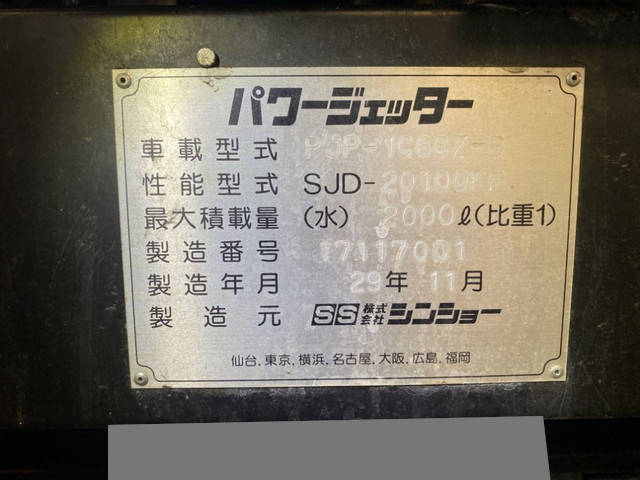 パワージェッター
車載型式
性能型式 SJD-
最大積載量 (水) 2000ℓ(比重1)
製造番号 17117001
製造年月 29年 11月
製造元 SS 株式会社 シンショー
仙台.東京.横浜.名古屋.大阪.広島.福岡